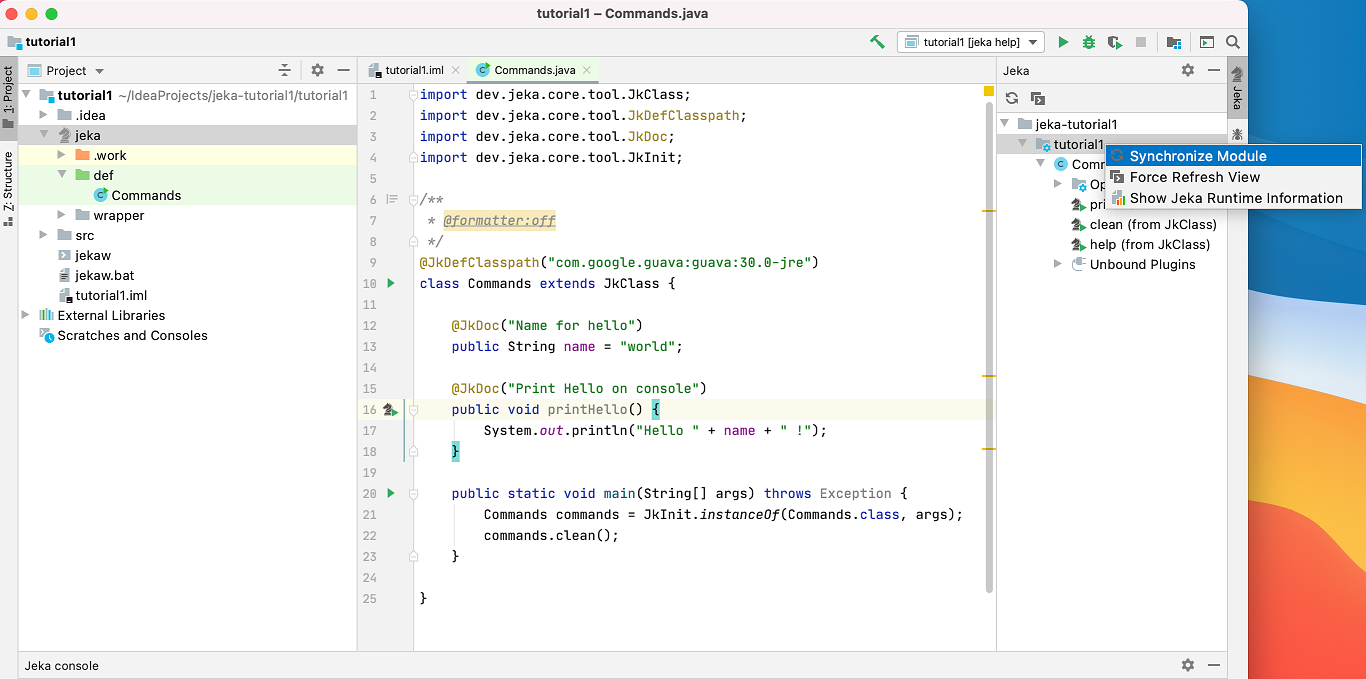 tutorial1 – Commands.java
tutorial1
tutorial1 [jeka help]
1: Project
Z: Structure
Project
tutorial1 ~/IdeaProjects/jeka-tutorial1/tutorial1
.idea
jeka
.work
def
Commands
wrapper
src
jekaw
jekaw.bat
tutorial1.iml
External Libraries
Scratches and Consoles
tutorial1.iml
Commands.java
1 import dev.jeka.core.tool.JkClass;
2 import dev.jeka.core.tool.JkDefClasspath;
3 import dev.jeka.core.tool.JkDoc;
4 import dev.jeka.core.tool.JkInit;
5
6 /**
7 * @formatter:off
8 */
9 @JkDefClasspath("com.google.guava:guava:30.0-jre")
10 class Commands extends JkClass {
11
12 @JkDoc("Name for hello")
13 public String name = "world";
14
15 @JkDoc("Print Hello on console")
16 public void printHello() {
17 System.out.println("Hello " + name + " !");
18 }
19
20 public static void main(String[] args) throws Exception {
21 Commands commands = JkInit.instanceOf(Commands.class, args);
22 commands.clean();
23 }
24
25 }
Jeka
jeka-tutorial1
tutorial1
Synchronize Module
Force Refresh View
Show Jeka Runtime Information
clean (from JkClass)
help (from JkClass)
Unbound Plugins
Jeka
Jeka console